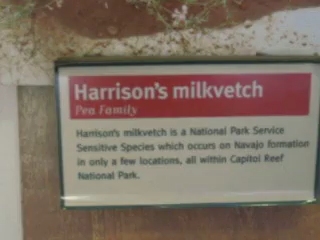 Harrison's milkvetch
Pea Family
Harrison's milkvetch is a National Park Service
Sensitive Species which occurs on Navajo formation
in only a few locations, all within Capitol Reef
National Park.